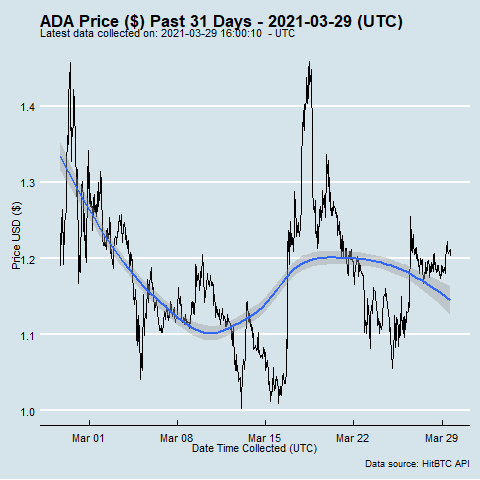 ADA Price ($) Past 31 Days - 2021-03-29 (UTC)
Latest data collected on: 2021-03-29 16:00:10 - UTC
Price USD ($)
1.4
1.3
1.2
1.1
1.0
Mar 01 Mar 08 Mar 15 Mar 22 Mar 29
Date Time Collected (UTC)
Data source: HitBTC API